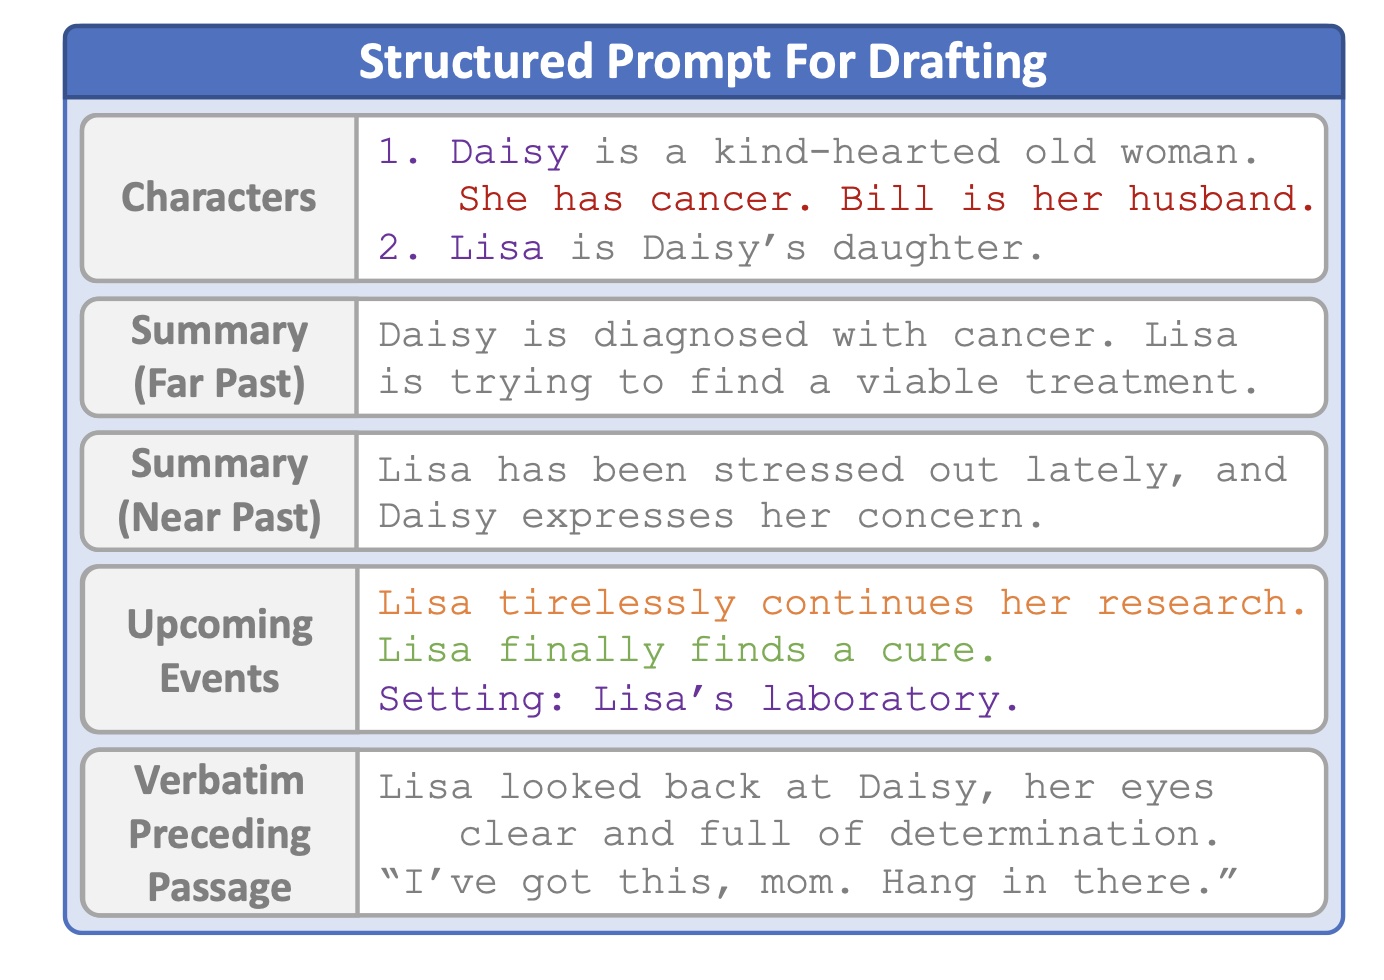 Structured Prompt For Drafting
Characters
1. Daisy is a kind-hearted old woman.
She has cancer. Bill is her husband.
2. Lisa is Daisy’s daughter.
Summary
(Far Past)
Daisy is diagnosed with cancer. Lisa
is trying to find a viable treatment.
Summary
(Near Past)
Lisa has been stressed out lately, and
Daisy expresses her concern.
Upcoming
Events
Lisa tirelessly continues her research.
Lisa finally finds a cure.
Setting: Lisa’s laboratory.
Verbatim
Preceding
Passage
Lisa looked back at Daisy, her eyes
clear and full of determination.
“I’ve got this, mom. Hang in there.”